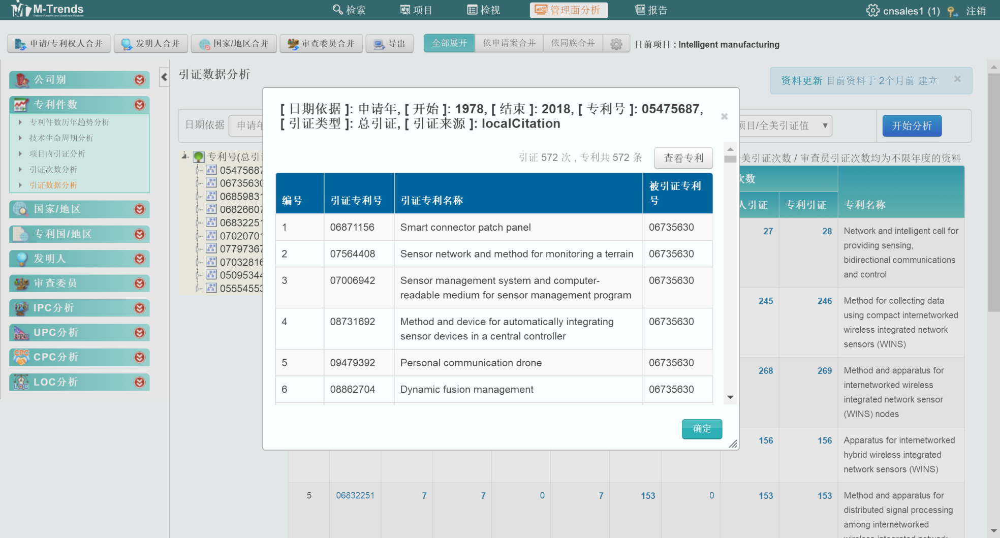 M-Trends
Patent Search and Analysis System
检索
项目
检视
管理面分析
报告
cnsales1 (1)
注销
申请/专利权人合并
发明人合并
国家/地区合并
审查委员合并
导出
全部展开
依申请案合并
依同族合并
目前项目 : Intelligent manufacturing
公司别
专利件数
专利件数历年趋势分析
技术生命周期分析
项目内引证分析
引证次数分析
引证数据分析
国家/地区
专利国/地区
发明人
审查委员
IPC分析
UPC分析
CPC分析
LOC分析
引证数据分析
资料更新 目前资料于 2个月前 建立
日期依据
申请年
项目/全美引证值
开始分析
专利号(总引
05475687
06735630
0685983
06826607
06832251
0702070
07797367
0703281
0509534
05554553
美引证次数 / 审查员引证次数均为不限年度的资料
[ 日期依据 ]: 申请年, [ 开始 ]: 1978, [ 结束 ]: 2018, [ 专利号 ]: 05475687,
[ 引证类型 ]: 总引证, [ 引证来源 ]: localCitation
引证 572 次 , 专利共 572 条
查看专利
编号 引证专利号 引证专利名称 被引证专利
号
1 06871156 Smart connector patch panel 06735630
2 07564408 Sensor network and method for monitoring a terrain 06735630
3 07006942 Sensor management system and computer- 06735630
readable medium for sensor management program
4 08731692 Method and device for automatically integrating 06735630
sensor devices in a central controller
5 09479392 Personal communication drone 06735630
6 08862704 Dynamic fusion management 06735630
确定
次数
人引证 专利引证 专利名称
27 28 Network and intelligent cell for
providing sensing,
bidirectional communications
and control
245 246 Method for collecting data
using compact internetworked
wireless integrated network
sensors (WINS)
268 269 Method and apparatus for
internetworked wireless
integrated network sensor
(WINS) nodes
156 156 Apparatus for internetworked
hybrid wireless integrated
network sensors (WINS)
5 06832251 7 7 0 7 153 0 153 153 Method and apparatus for
distributed signal processing
among internetworked
wireless integrated network